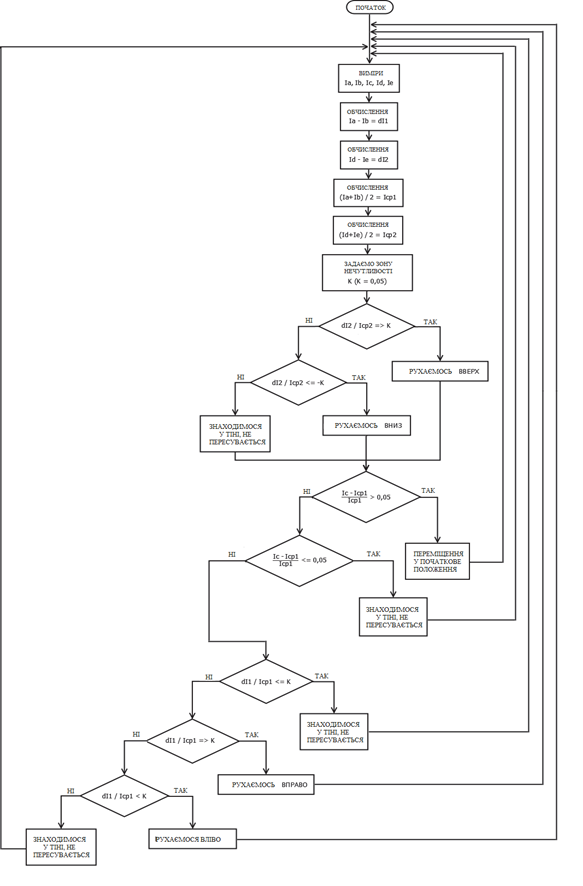 ПОЧАТОК
ВИМІРИ
Ia, Ib, Ic, Id, Ie
ОБЧИСЛЕННЯ
Ia - Ib = dI1
ОБЧИСЛЕННЯ
Id - Ie = dI2
ОБЧИСЛЕННЯ
(Ia+Ib) / 2 = Icp1
ОБЧИСЛЕННЯ
(Id+Ie) / 2 = Icp2
ЗАДАЄМО ЗОНУ
НЕЧУТЛИВОСТІ
K (K = 0,05)
НІ
dI2 / Icp2 => K
ТАК
РУХАЄМОСЬ ВВЕРХ
НІ
dI2 / Icp2 <= -K
ТАК
ЗНАХОДИМОСЯ
У ТІНІ, НЕ
ПЕРЕСУВАЄТЬСЯ
РУХАЄМОСЬ ВНИЗ
НІ
Ic - Icp1
Icp1
> 0,05
ТАК
ПЕРЕМІЩЕННЯ
У ПОЧАТКОВЕ
ПОЛОЖЕННЯ
НІ
Ic - Icp1
Icp1
<= 0,05
ТАК
ЗНАХОДИМОСЯ
У ТІНІ, НЕ
ПЕРЕСУВАЄТЬСЯ
НІ
dI1 / Icp1 <= K
ТАК
ЗНАХОДИМОСЯ
У ТІНІ, НЕ
ПЕРЕСУВАЄТЬСЯ
НІ
dI1 / Icp1 => K
ТАК
РУХАЄМОСЬ ВПРАВО
НІ
dI1 / Icp1 < K
ТАК
ЗНАХОДИМОСЯ
У ТІНІ, НЕ
ПЕРЕСУВАЄТЬСЯ
РУХАЄМОСЯ ВЛІВО